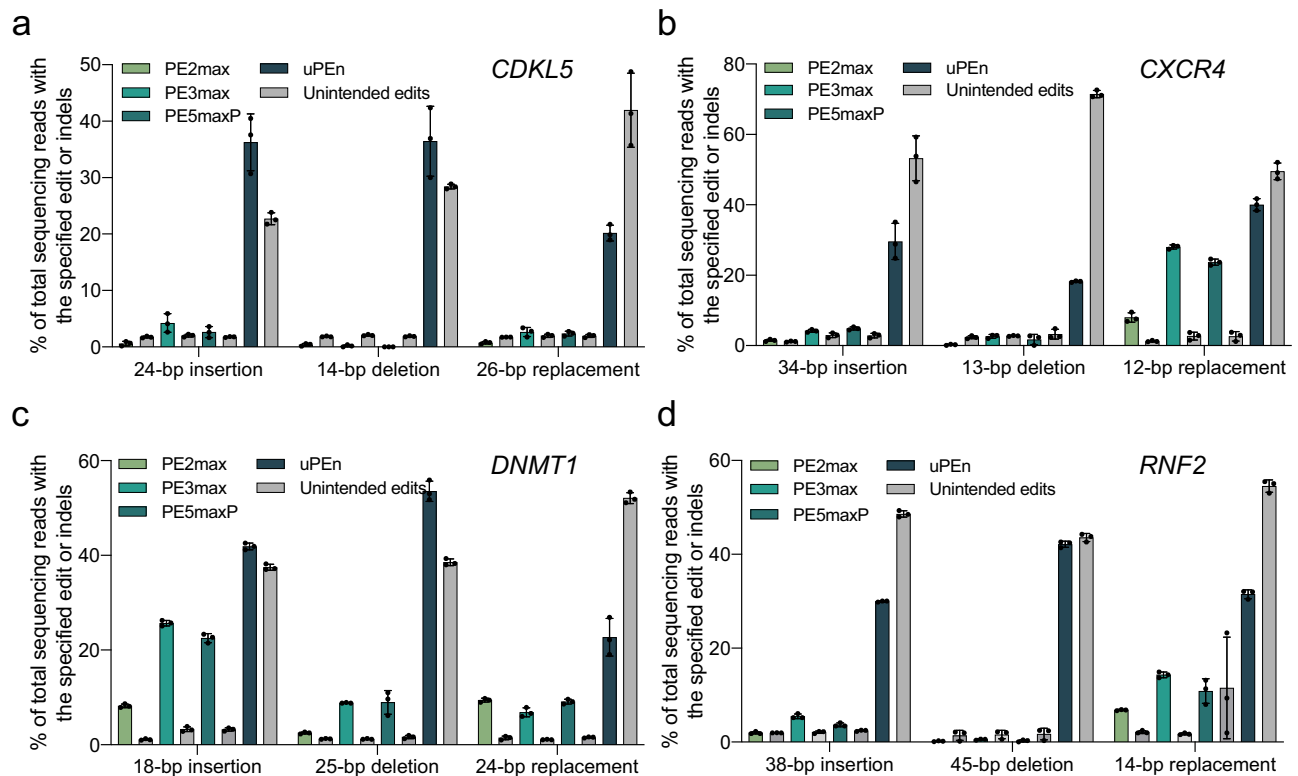 a
% of total sequencing reads with
the specified edit or indels
50
40
30
20
10
0
PE2max
PE3max
PE5maxP
uPEn
Unintended edits
CDKL5
24-bp insertion
14-bp deletion
26-bp replacement
b
% of total sequencing reads with
the specified edit or indels
80
60
40
20
0
PE2max
PE3max
PE5maxP
uPEn
Unintended edits
CXCR4
34-bp insertion
13-bp deletion
12-bp replacement
c
% of total sequencing reads with
the specified edit or indels
60
40
20
0
PE2max
PE3max
PE5maxP
uPEn
Unintended edits
DNMT1
18-bp insertion
25-bp deletion
24-bp replacement
d
% of total sequencing reads with
the specified edit or indels
60
40
20
0
PE2max
PE3max
PE5maxP
uPEn
Unintended edits
RNF2
38-bp insertion
45-bp deletion
14-bp replacement